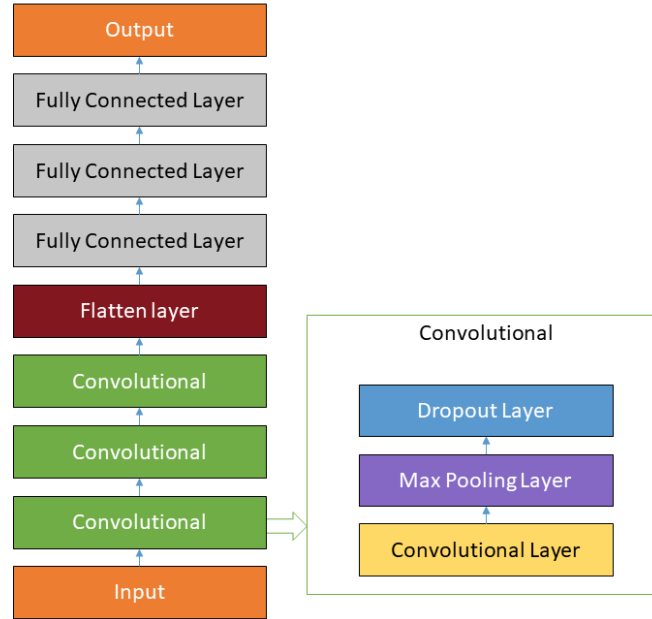 Output
Fully Connected Layer
Fully Connected Layer
Fully Connected Layer
Flatten layer
Convolutional
Convolutional
Convolutional
Input
Convolutional
Dropout Layer
Max Pooling Layer
Convolutional Layer